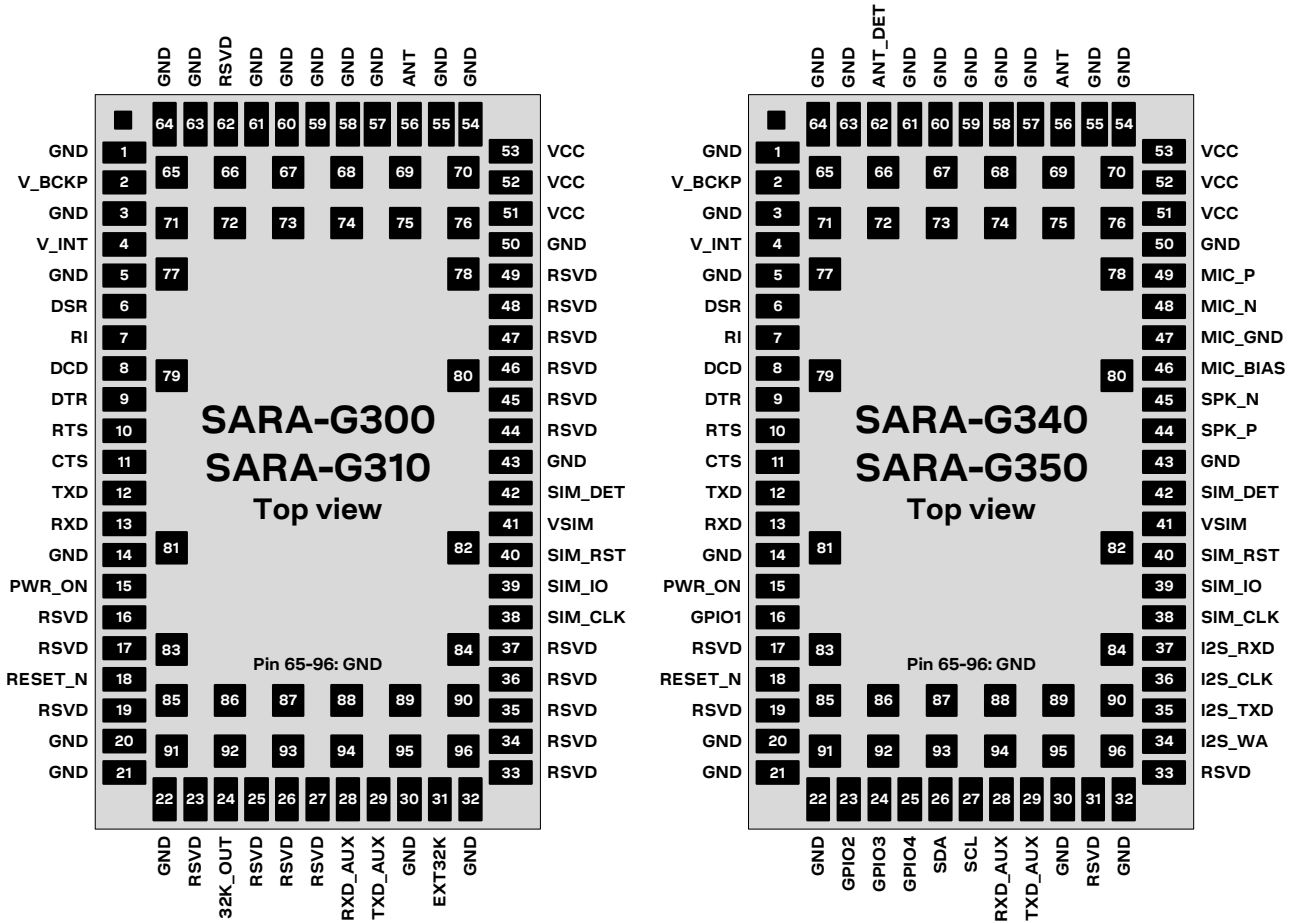 GND GND RSVD GND GND GND GND GND ANT GND GND
64 63 62 61 60 59 58 57 56 55 54
GND 1 53 VCC
65 66 67 68 69 70
V_BCKP 2 52 VCC
GND 3 51 VCC
71 72 73 74 75 76
V_INT 4 50 GND
GND 5 77 78 49 RSVD
DSR 6 48 RSVD
RI 7 47 RSVD
DCD 8 79 80 46 RSVD
DTR 9 45 RSVD
SARA-G300
RTS 10 44 RSVD
CTS 11 43 GND
SARA-G310
TXD 12 42 SIM_DET
Top view
RXD 13 41 VSIM
GND 14 81 82 40 SIM_RST
PWR_ON 15 39 SIM_IO
RSVD 16 38 SIM_CLK
RSVD 17 83 84 37 RSVD
Pin 65-96: GND
RESET_N 18 36 RSVD
85 86 87 88 89 90
RSVD 19 35 RSVD
GND 20 34 RSVD
91 92 93 94 95 96
GND 21 33 RSVD
22 23 24 25 26 27 28 29 30 31 32
GND RSVD 32K_OUT RSVD RSVD RSVD RXD_AUX TXD_AUX GND EXT32K GND
GND GND ANT_DET GND GND GND GND GND ANT GND GND
64 63 62 61 60 59 58 57 56 55 54
GND 1 53 VCC
65 66 67 68 69 70
V_BCKP 2 52 VCC
GND 3 51 VCC
71 72 73 74 75 76
V_INT 4 50 GND
GND 5 77 78 49 MIC_P
DSR 6 48 MIC_N
RI 7 47 MIC_GND
DCD 8 79 80 46 MIC_BIAS
DTR 9 45 SPK_N
SARA-G340
RTS 10 44 SPK_P
CTS 11 43 GND
SARA-G350
TXD 12 42 SIM_DET
Top view
RXD 13 41 VSIM
GND 14 81 82 40 SIM_RST
PWR_ON 15 39 SIM_IO
GPIO1 16 38 SIM_CLK
RSVD 17 83 84 37 I2S_RXD
Pin 65-96: GND
RESET_N 18 36 I2S_CLK
85 86 87 88 89 90
RSVD 19 35 I2S_TXD
GND 20 34 I2S_WA
91 92 93 94 95 96
GND 21 33 RSVD
22 23 24 25 26 27 28 29 30 31 32
GND GPIO2 GPIO3 GPIO4 SDA SCL RXD_AUX TXD_AUX GND RSVD GND